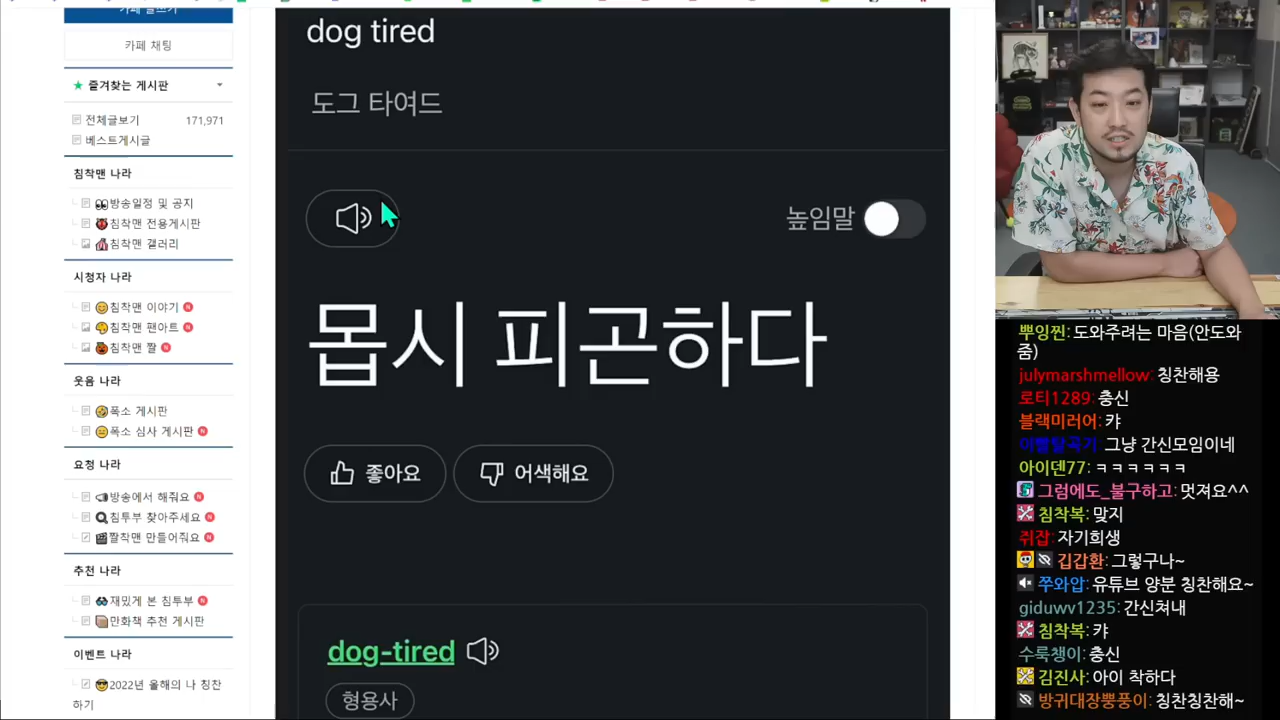 카페 채팅
★ 즐겨찾는 게시판
전체글보기 171,971
베스트게시글
침착맨 나라
방송일정 및 공지
침착맨 전용게시판
침착맨 갤러리
시청자 나라
침착맨 이야기 N
침착맨 팬아트 N
침착맨 짤 N
웃음 나라
폭소 게시판
폭소 심사 게시판 N
요청 나라
방송에서 해줘요 N
침투부 찾아주세요 N
짤착맨 만들어줘요 N
추천 나라
재밌게 본 침투부 N
만화책 추천 게시판
이벤트 나라
2022년 올해의 나 칭찬
하기
dog tired
도그 타여드
높임말
몹시 피곤하다
좋아요
어색해요
dog-tired
형용사
뿌잉찐: 도와주려는 마음(안도와
줌)
julymarshmellow: 칭찬해용
로티1289: 충신
블랙미러어: 캬
이빨탈곡기: 그냥 간신모임이네
아이덴77: ㅋㅋㅋㅋㅋㅋ
그럼에도_불구하고: 멋져요^^
침착복: 맞지
쥐잡: 자기희생
김갑환: 그렇구나~
쭈와압: 유튜브 양분 칭찬해요~
giduwv1235: 간신쳐내
침착복: 캬
수룩챙이: 충신
김진사: 아이 착하다
방귀대장뿡풍이: 칭찬칭찬해~